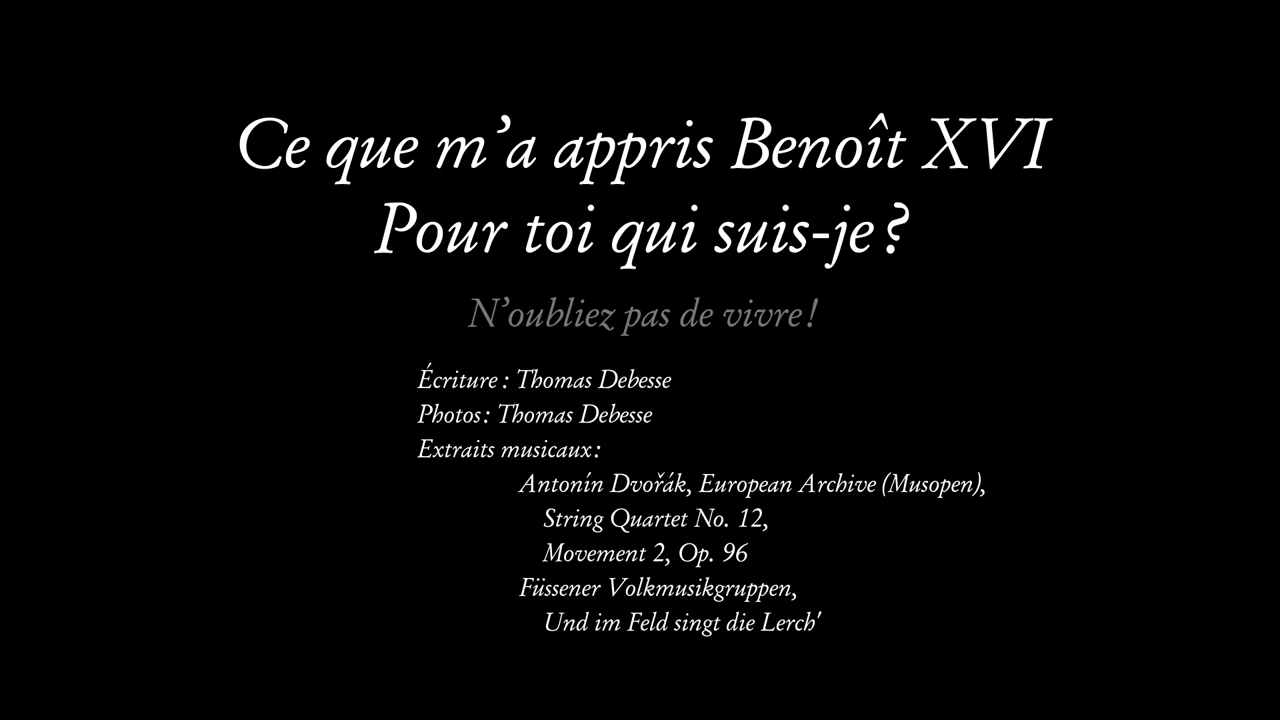 Ce que m’a appris Benoît XVI
Pour toi qui suis-je ?
N’oubliez pas de vivre !
Écriture : Thomas Debesse
Photos : Thomas Debesse
Extraits musicaux :
Antonín Dvořák, European Archive (Musopen),
String Quartet No. 12,
Movement 2, Op. 96
Füssener Volkmusikgruppen,
Und im Feld singt die Lerch'